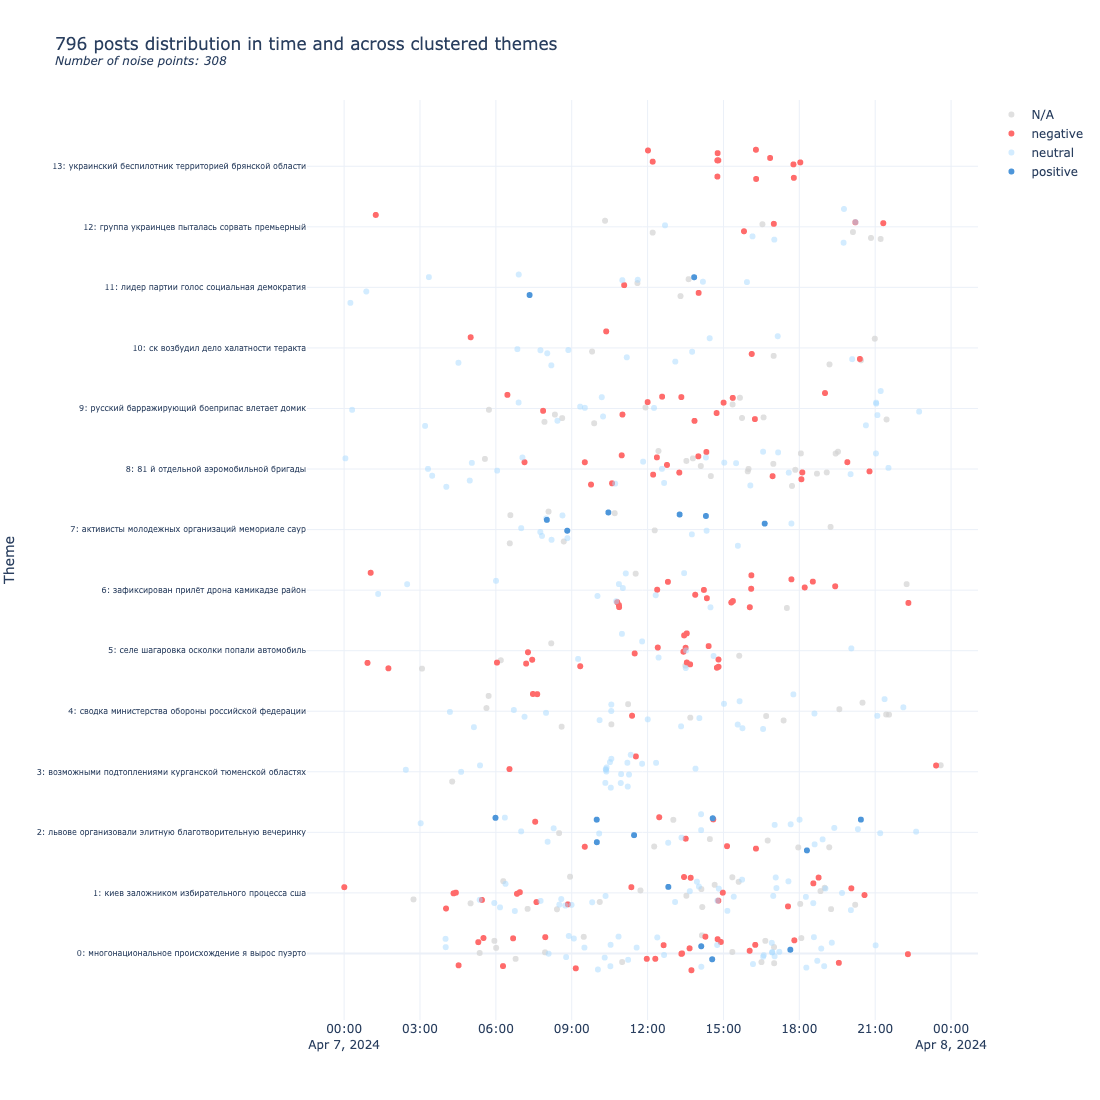 796 posts distribution in time and across clustered themes
Number of noise points: 308
N/A
negative
neutral
positive
13: украинский беспилотник территорией брянской области
12: группа украинцев пыталась сорвать премьерный
11: лидер партии голос социальная демократия
10: ск возбудил дело халатности теракта
9: русский барражирующий боеприпас влетает домик
8: 81 й отдельной аэромобильной бригады
7: активисты молодежных организаций мемориале саур
6: зафиксирован прилёт дрона камикадзе район
5: селе шагаровка осколки попали автомобиль
4: сводка министерства обороны российской федерации
3: возможными подтоплениями курганской тюменской областях
2: львове организовали элитную благотворительную вечеринку
1: киев заложником избирательного процесса сша
0: многонациональное происхождение я вырос пуэрто
Theme
00:00 03:00 06:00 09:00 12:00 15:00 18:00 21:00 00:00
Apr 7, 2024 Apr 8, 2024